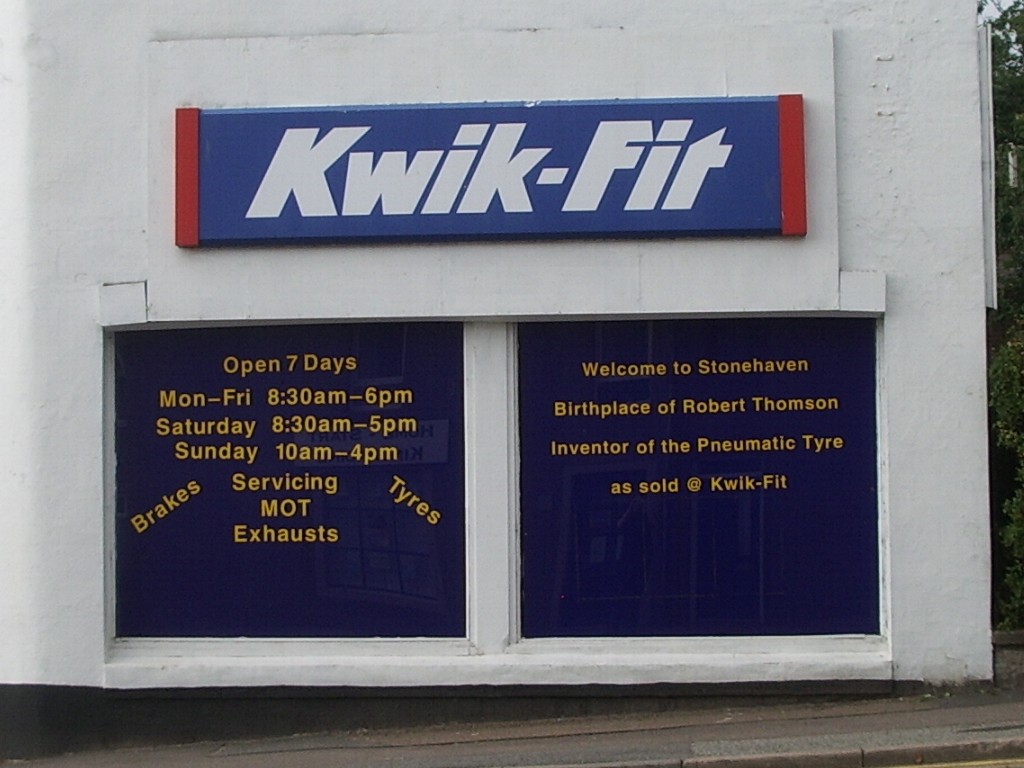 Kwik-Fit
Open 7 Days
Mon–Fri 8:30am–6pm
Saturday 8:30am–5pm
Sunday 10am–4pm
Brakes
Servicing
MOT
Exhausts
Tyres
Welcome to Stonehaven
Birthplace of Robert Thomson
Inventor of the Pneumatic Tyre
as sold @ Kwik-Fit